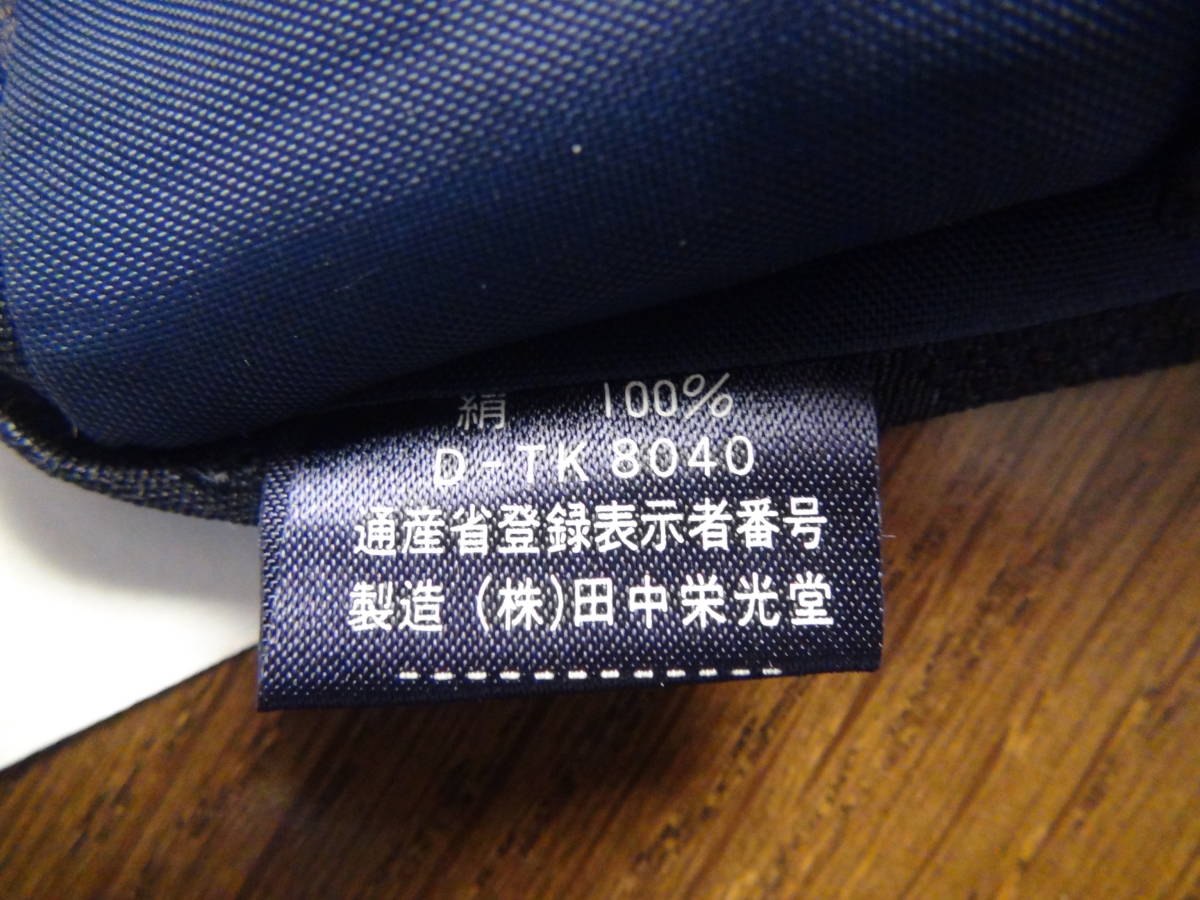 絹 100%
D-TK 8040
通産省登録表示者番号
製造 (株)田中栄光堂